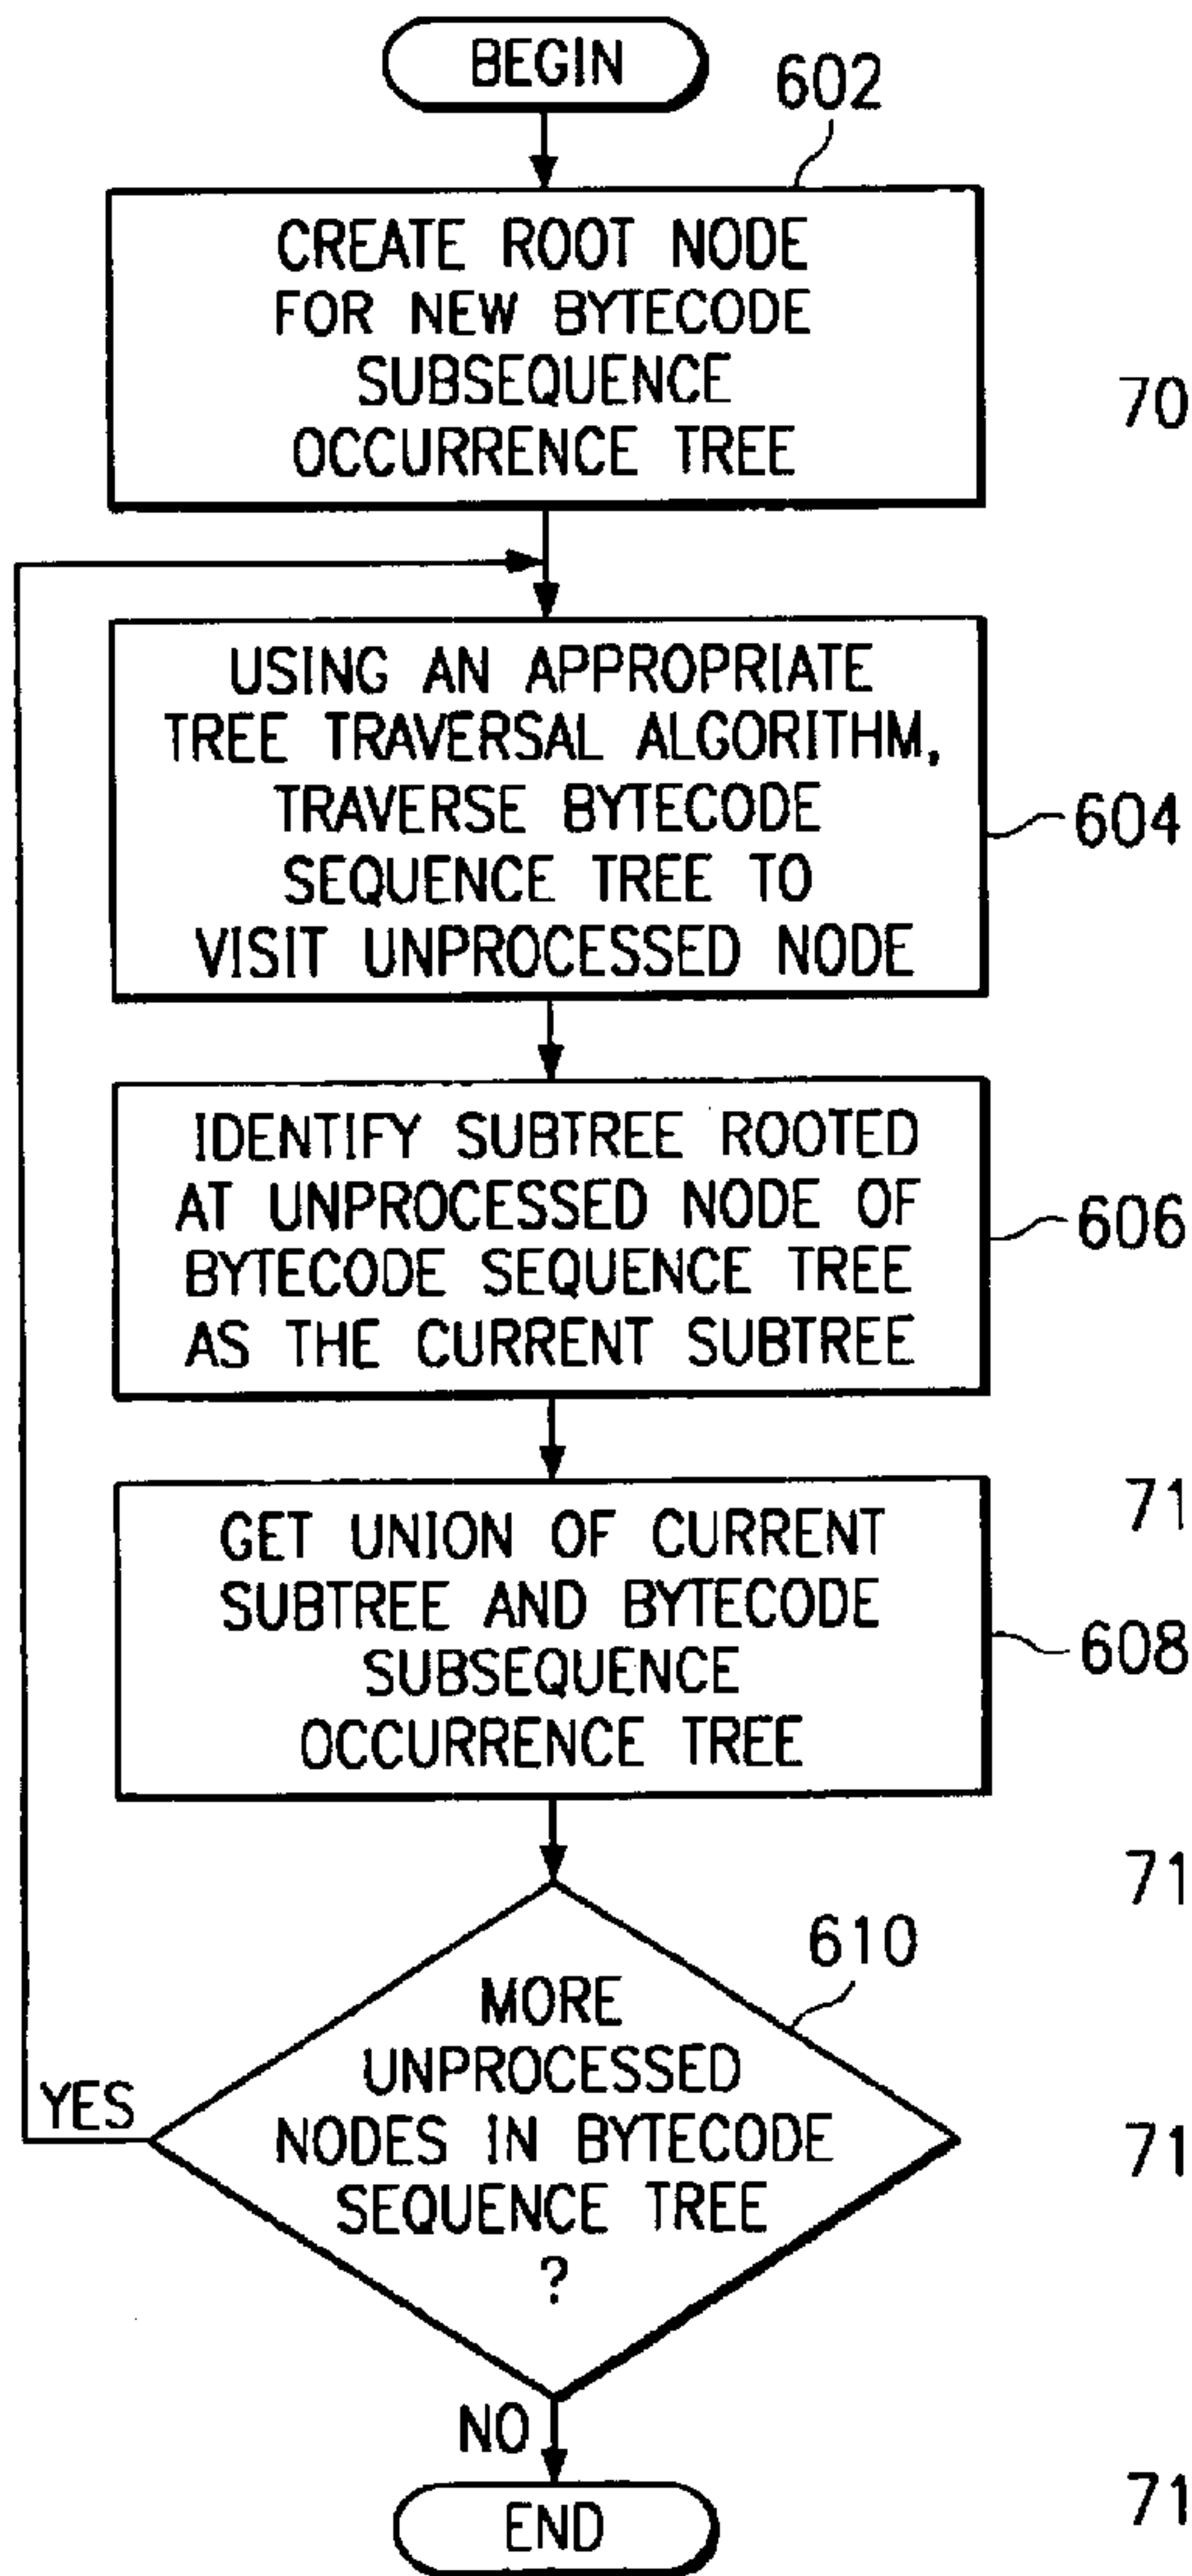 BEGIN
602
CREATE ROOT NODE
FOR NEW BYTECODE
SUBSEQUENCE
OCCURRENCE TREE
70
USING AN APPROPRIATE
TREE TRAVERSAL ALGORITHM,
TRAVERSE BYTECODE
SEQUENCE TREE TO
VISIT UNPROCESSED NODE
604
IDENTIFY SUBTREE ROOTED
AT UNPROCESSED NODE OF
BYTECODE SEQUENCE TREE
AS THE CURRENT SUBTREE
606
71
GET UNION OF CURRENT
SUBTREE AND BYTECODE
SUBSEQUENCE
OCCURRENCE TREE
608
71
610
MORE
UNPROCESSED
NODES IN BYTECODE
SEQUENCE TREE
?
YES
71
NO
71
END